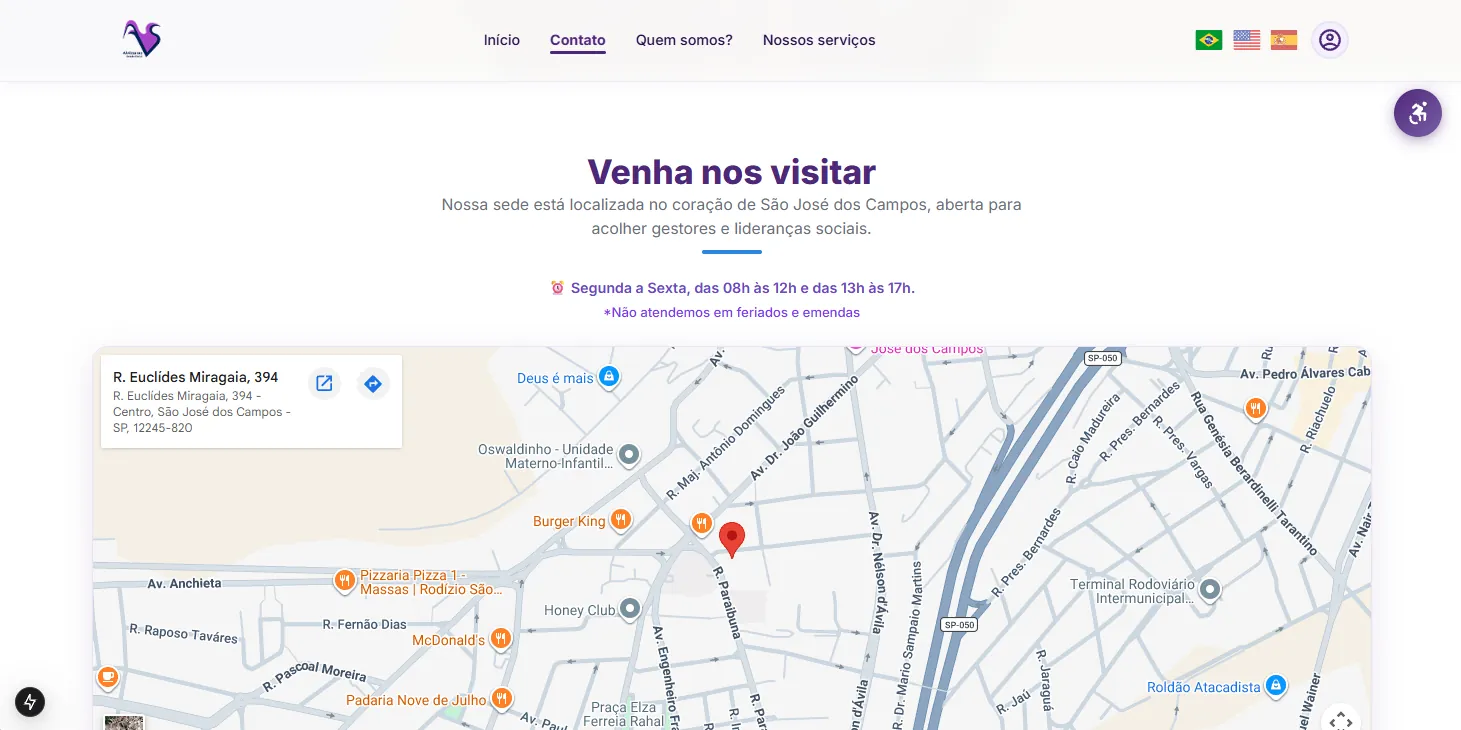 Início
Contato
Quem somos?
Nossos serviços
Venha nos visitar
Nossa sede está localizada no coração de São José dos Campos, aberta para
acolher gestores e lideranças sociais.
Segunda a Sexta, das 08h às 12h e das 13h às 17h.
*Não atendemos em feriados e emendas
R. Euclídes Miragaia, 394
R. Euclídes Miragaia, 394 -
Centro, São José dos Campos -
SP, 12245-820
José dos Campos
SP-050
Av. Pedro Álvares Cab
Deus é mais
R. Maj. Antônio Domingues
Av. Dr. João Guilhermino
R. Caio Madureira
R. Pres. Bernardes
R. Pres. Vargas
Rua Genésia Berardinelli Tarantino
R. Riachuelo
Oswaldinho - Unidade
Materno-Infantil...
Burger King
Av. Dr. Nélson d'Ávila
R. Pres. Bernardes
Av. Anchieta
Pizzaria Pizza 1 -
Massas | Rodízio São...
R. Paraibuna
Terminal Rodoviário
Intermunicipal...
Honey Club
R. Dr. Mario Sampaio Martins
SP-050
R. Raposo Taváres
R. Fernão Dias
McDonald's
R. Pascoal Moreira
Av. Engenheiro Fra
R. Jaú
R. Jaraguá
Roldão Atacadista
Padaria Nove de Julho
Praça Elza
Ferreia Rahal
Av. Paul
R. Para
n d'Ávila
uel Wainer